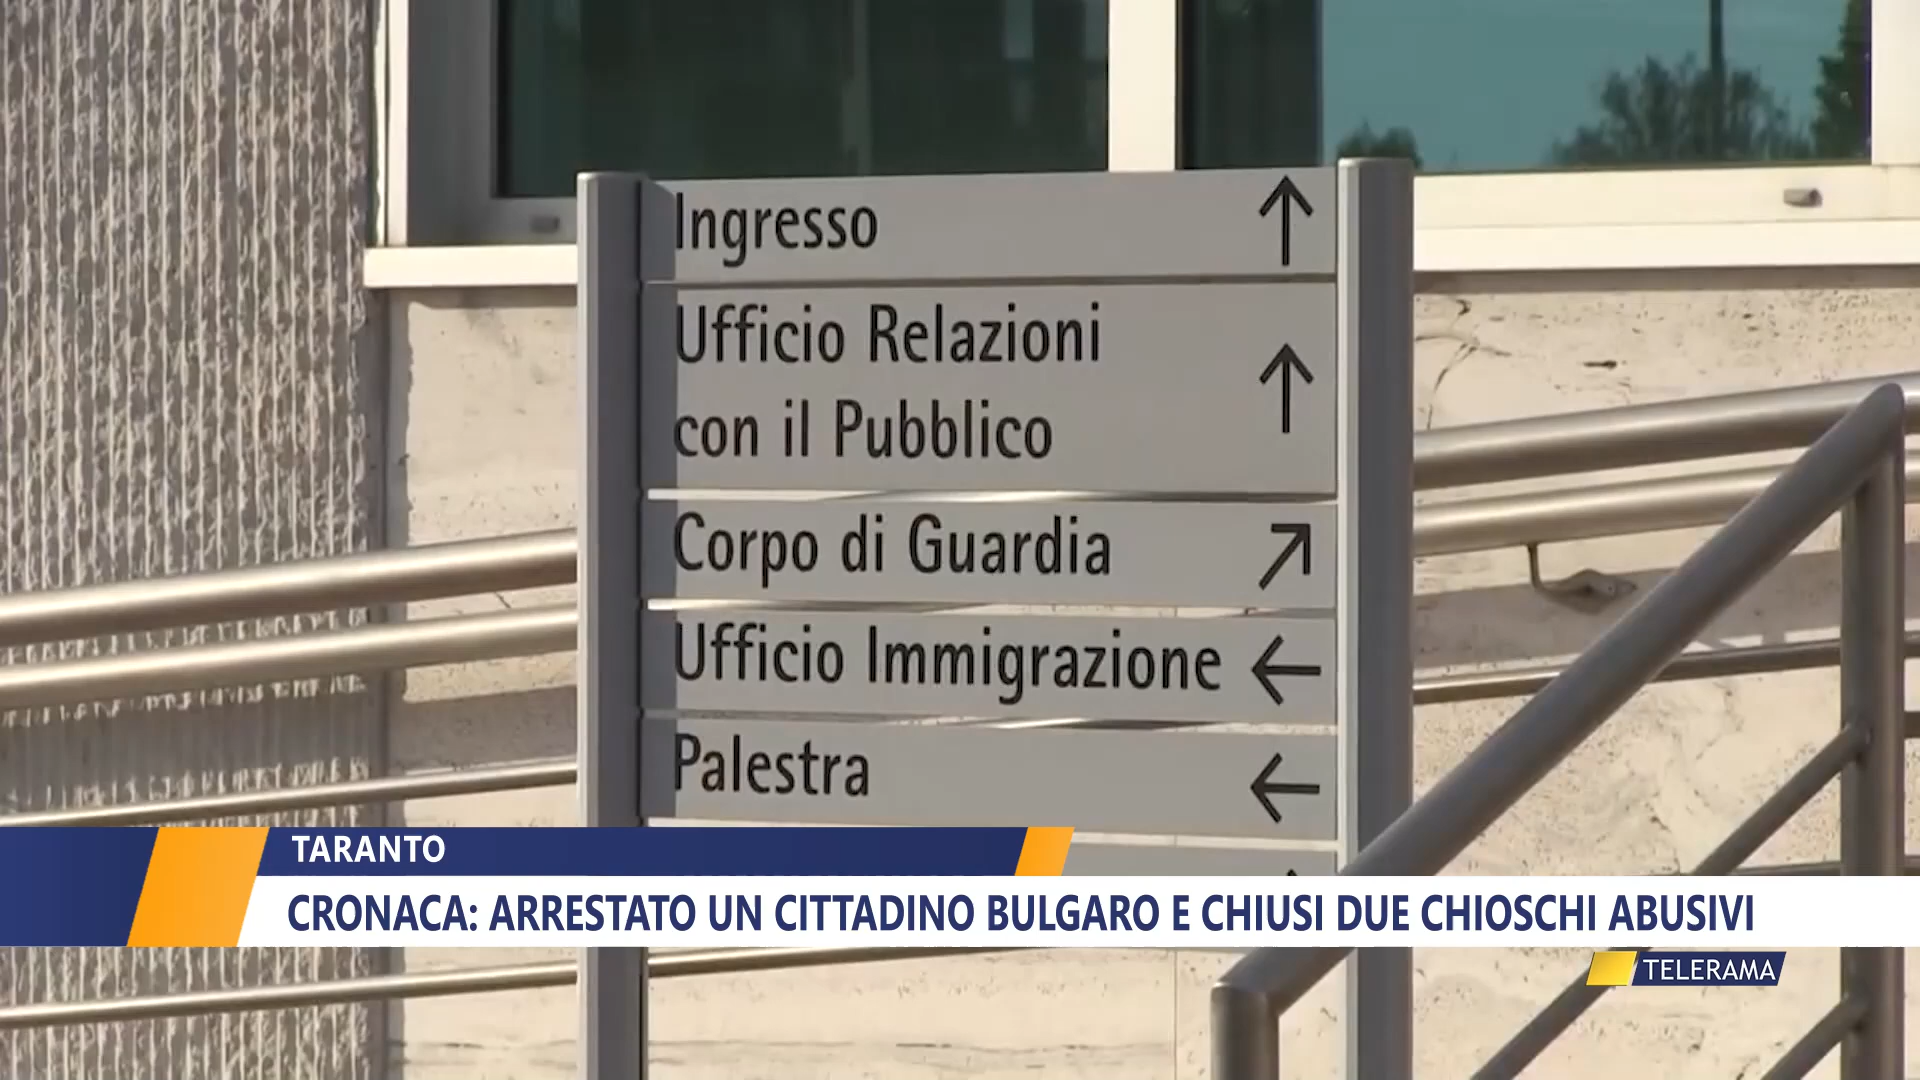 Ingresso
Ufficio Relazioni
con il Pubblico
Corpo di Guardia
Ufficio Immigrazione
Palestra
TARANTO
CRONACA: ARRESTATO UN CITTADINO BULGARO E CHIUSI DUE CHIOSCHI ABUSIVI
TELERAMA